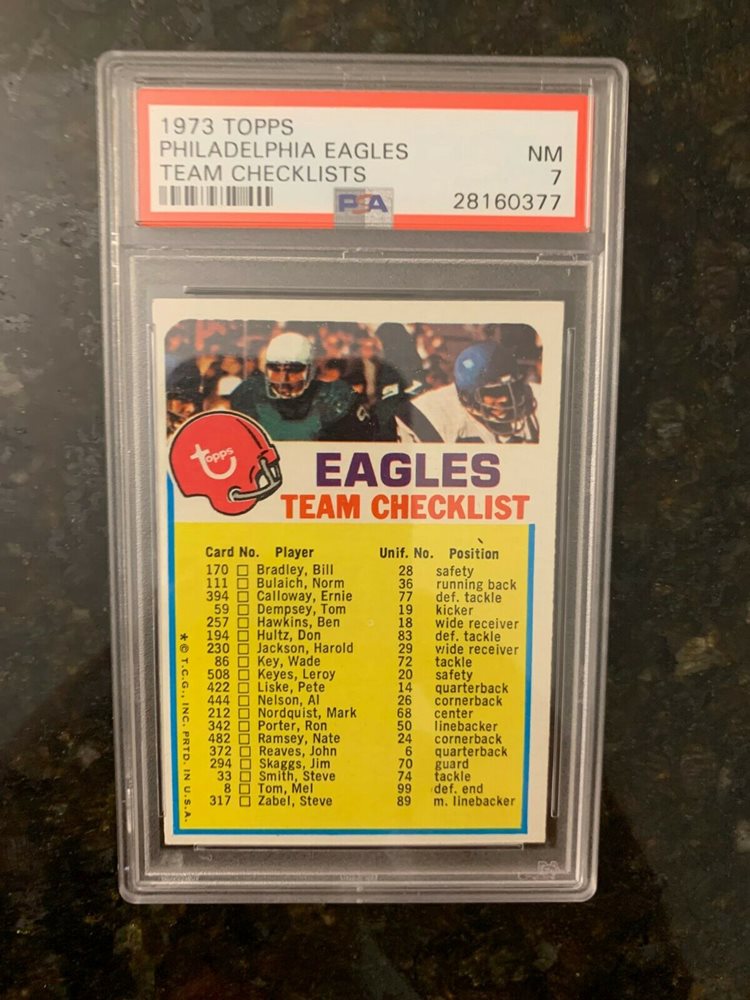 1973 TOPPS
PHILADELPHIA EAGLES NM
TEAM CHECKLISTS 7
PSA 28160377
topps
EAGLES
TEAM CHECKLIST
Card No. Player Unif. No. Position
170 Bradley, Bill 28 safety
111 Bulaich, Norm 36 running back
394 Calloway, Ernie 77 def. tackle
59 Dempsey, Tom 19 kicker
257 Hawkins, Ben 18 wide receiver
194 Hultz, Don 83 def. tackle
230 Jackson, Harold 29 wide receiver
86 Key, Wade 72 tackle
508 Keyes, Leroy 20 safety
422 Liske, Pete 14 quarterback
444 Nelson, Al 26 cornerback
212 Nordquist, Mark 68 center
342 Porter, Ron 50 linebacker
482 Ramsey, Nate 24 cornerback
372 Reaves, John 6 quarterback
294 Skaggs, Jim 70 guard
33 Smith, Steve 74 tackle
8 Tom, Mel 99 def. end
317 Zabel, Steve 89 m. linebacker
* © T.C.G., INC. PRTD. IN U.S.A.